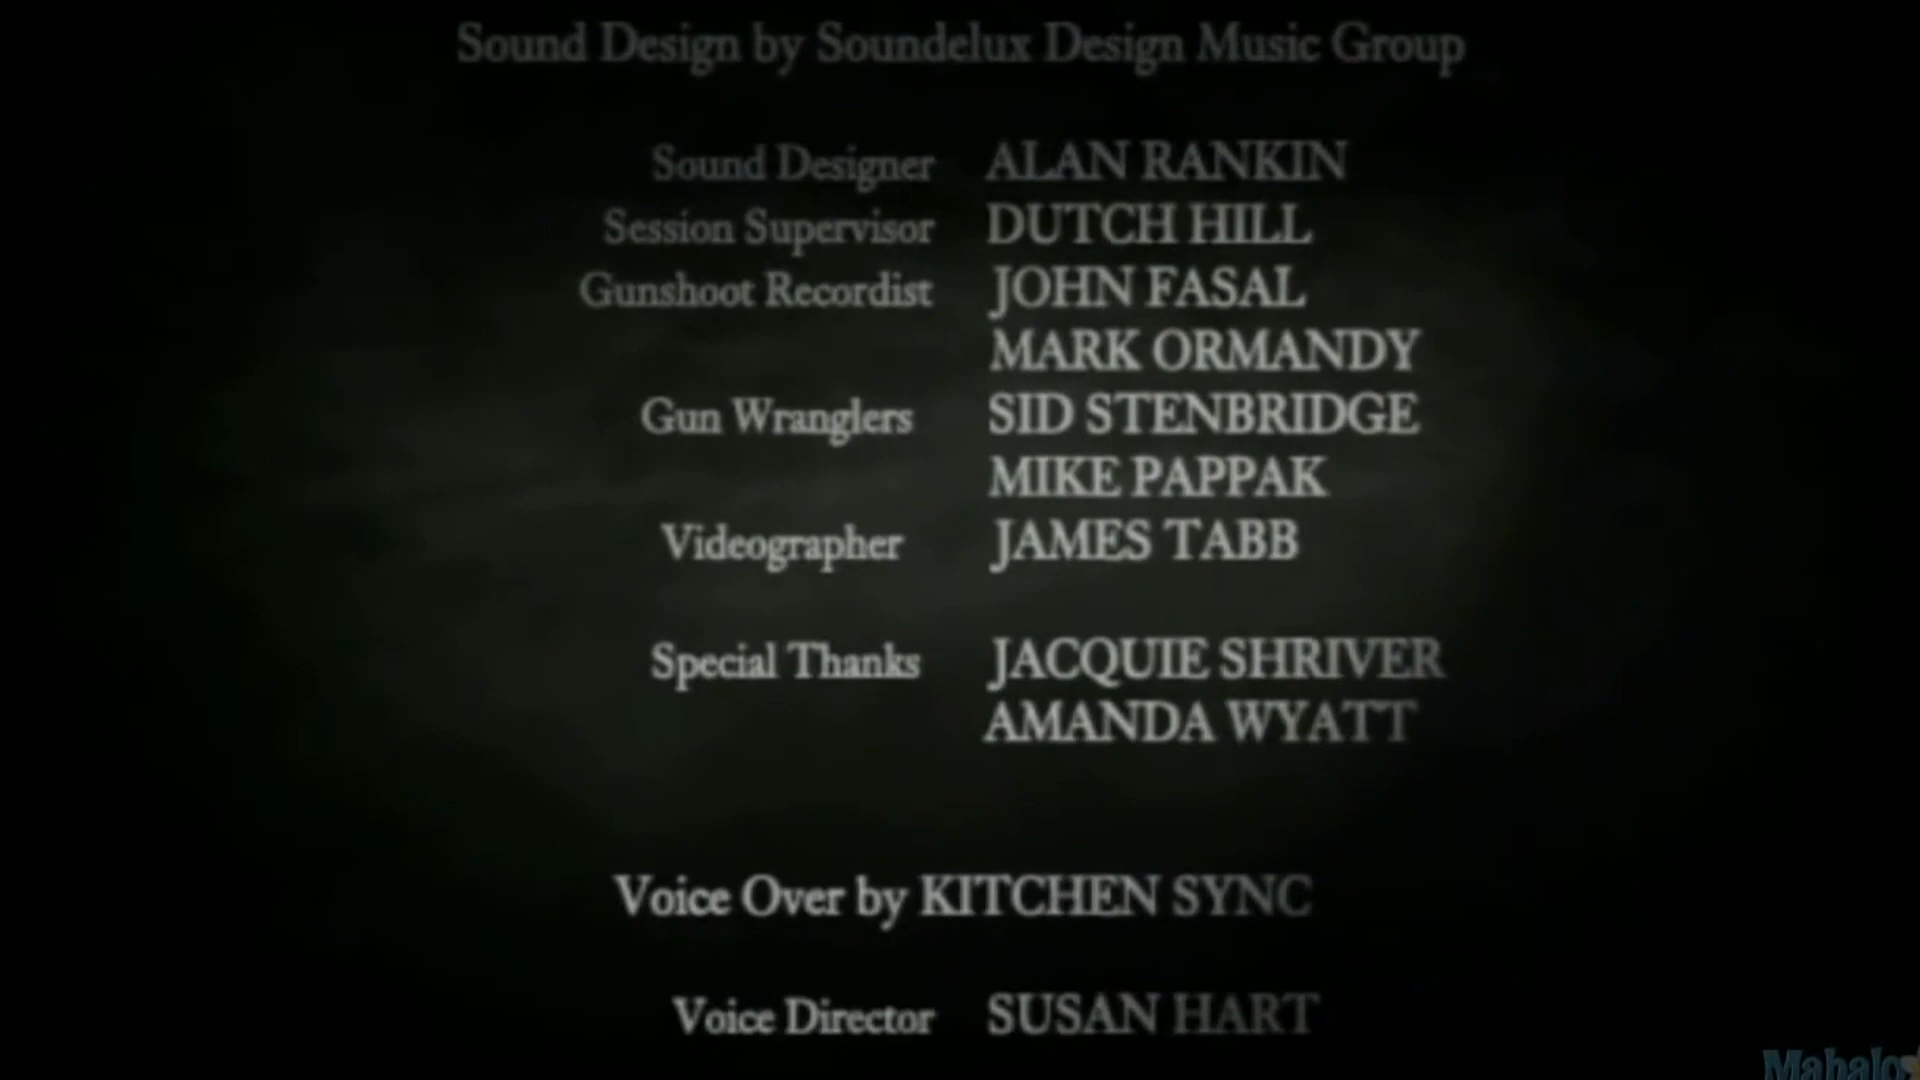 Sound Design by Soundelux Design Music Group
Sound Designer ALAN RANKIN
Session Supervisor DUTCH HILL
Gunshoot Recordist JOHN FASAL
MARK ORMANDY
Gun Wranglers SID STENBRIDGE
MIKE PAPPAK
Videographer JAMES TABB
Special Thanks JACQUIE SHRIVER
AMANDA WYATT
Voice Over by KITCHEN SYNC
Voice Director SUSAN HART
Mahalo